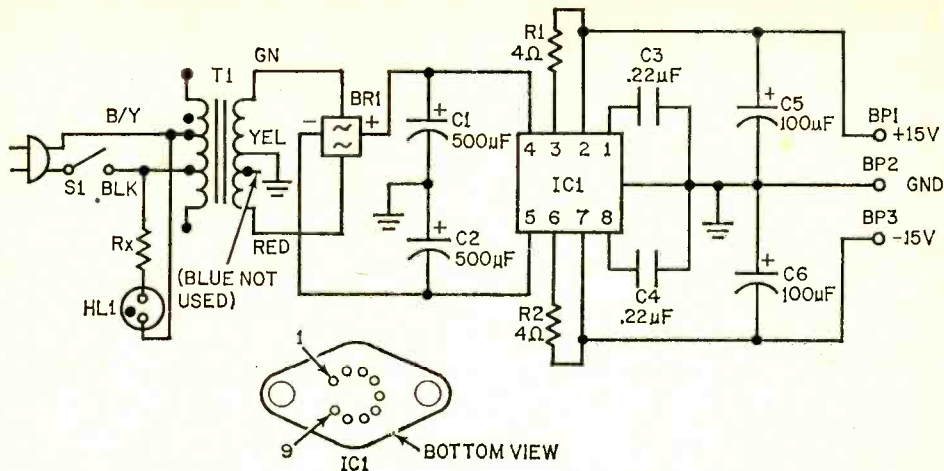 R1
4Ω
GN
T1
C3
.22µF
B/Y
BR1
- ~ ~ +
+
C1
500µF
+
C5
100µF
BP1
+15V
YEL
4 3 2 1
IC1
5 6 7 8
BP2
GND
S1
BLK
BP3
-15V
RED
+
C2
500µF
Rx
(BLUE NOT
USED)
+
C6
100µF
C4
.22µF
HL1
R2
4Ω
1
9
BOTTOM VIEW
IC1